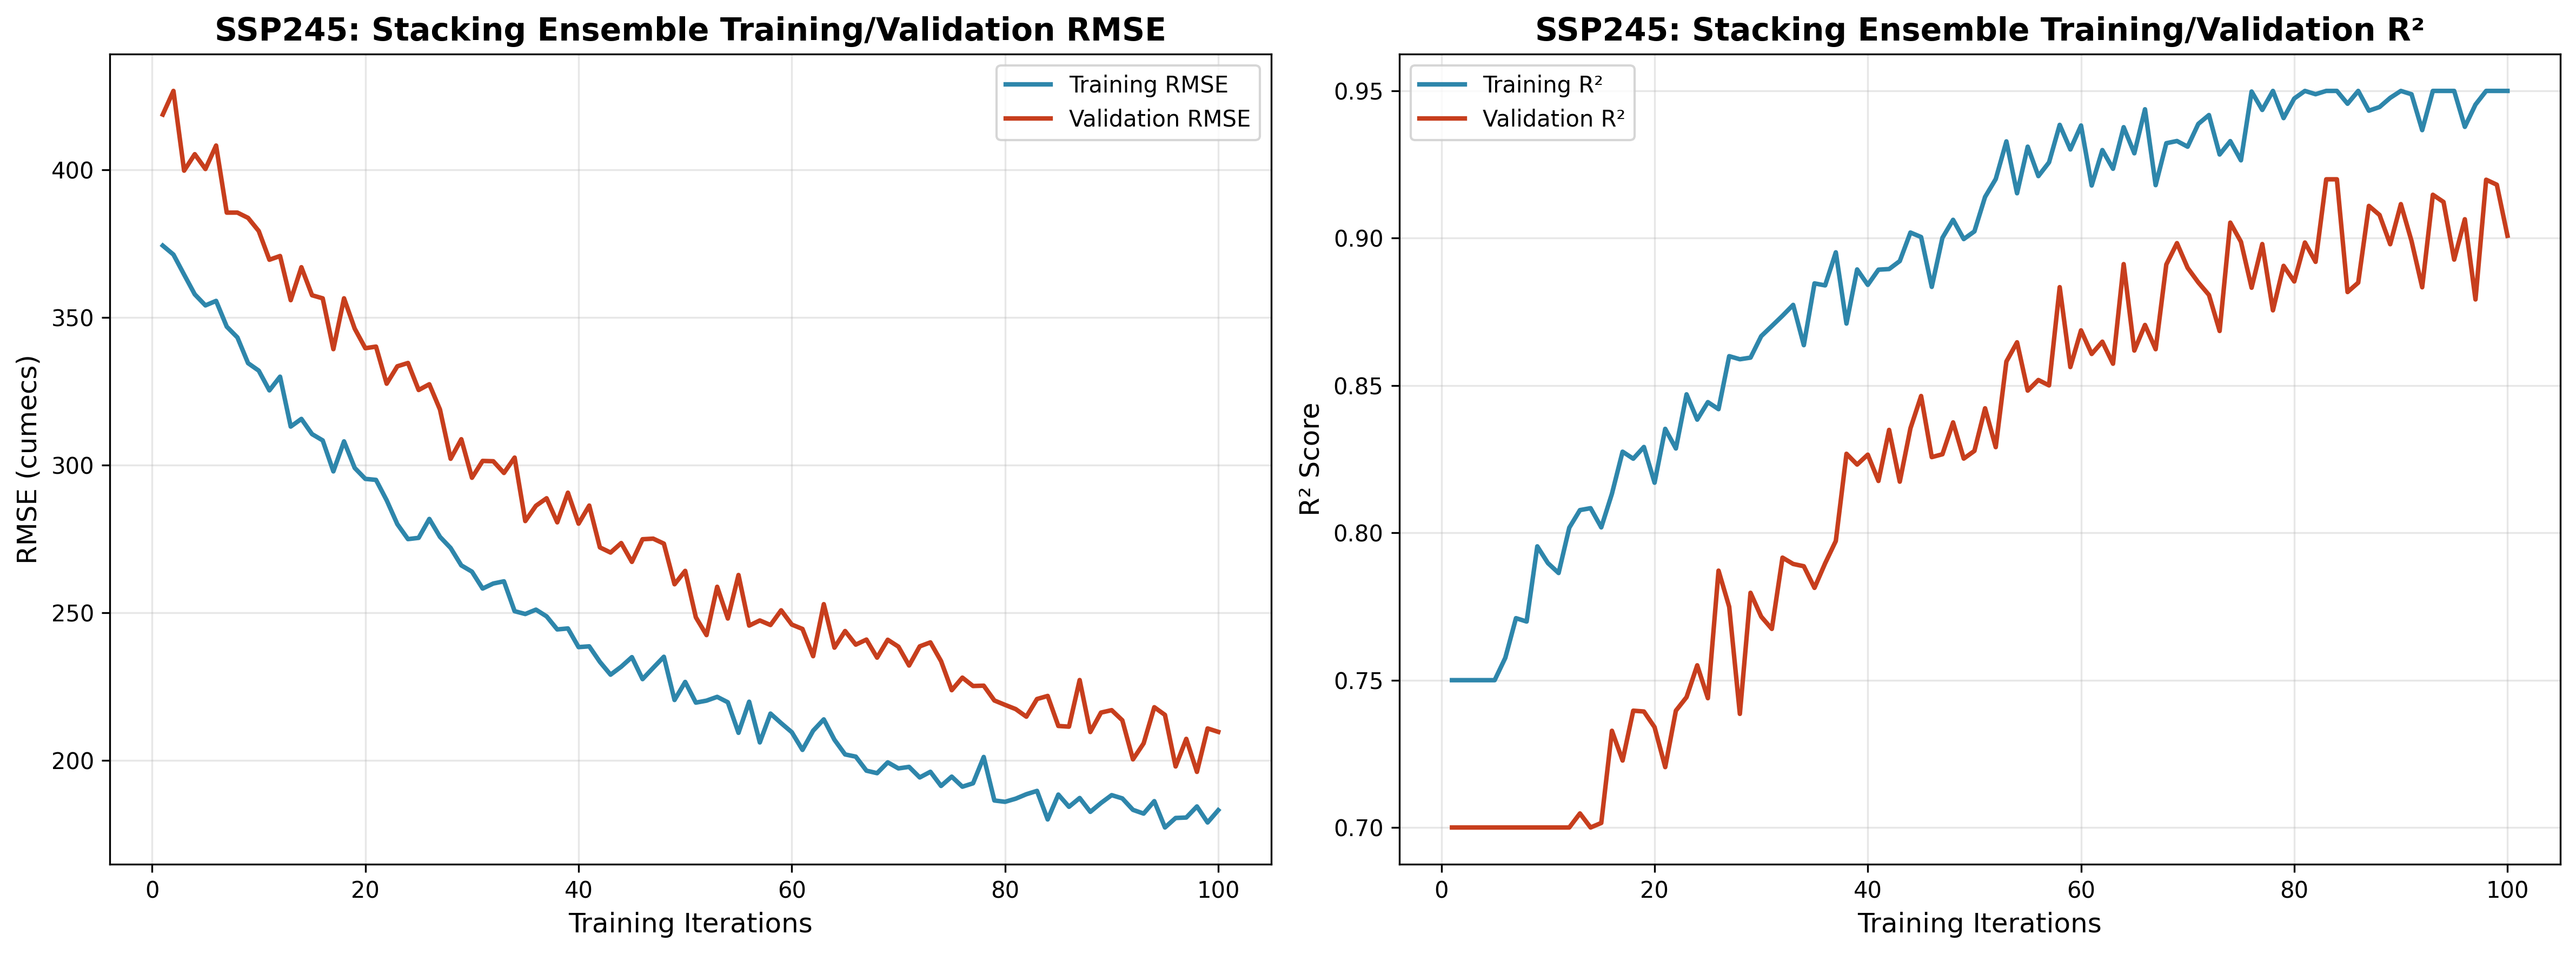 SSP245: Stacking Ensemble Training/Validation RMSE
Training RMSE
Validation RMSE
400
350
300
250
200
RMSE (cumecs)
0 20 40 60 80 100
Training Iterations
SSP245: Stacking Ensemble Training/Validation R²
Training R²
Validation R²
0.95
0.90
0.85
0.80
0.75
0.70
R² Score
0 20 40 60 80 100
Training Iterations